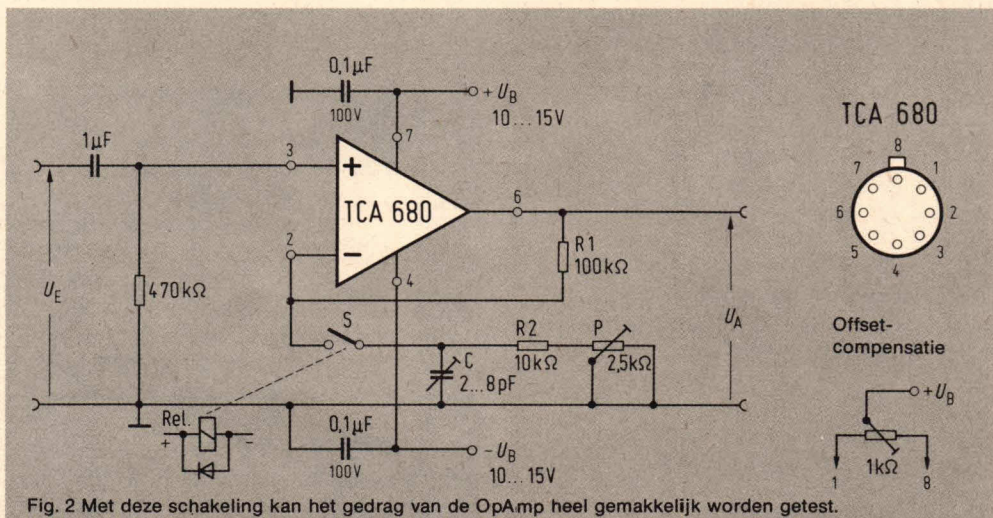 0,1µF
100V
+ U_B
10 ... 15V
TCA 680
1µF
3
7
8
7
1
+
TCA 680
6
6
2
2
−
R1
100kΩ
5
3
4
4
U_E
470kΩ
U_A
S
R2
P
Offset-
compensatie
C
10kΩ
2,5kΩ
2...8pF
+U_B
Rel.
+
−
0,1µF
100V
− U_B
10 ... 15V
1kΩ
1
8
Fig. 2 Met deze schakeling kan het gedrag van de OpAmp heel gemakkelijk worden getest.